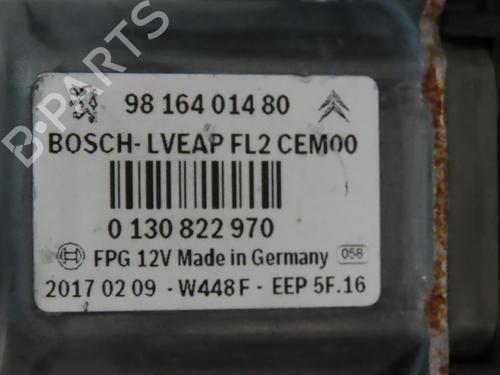 98 164 014 80
BOSCH- LVEAP FL2 CEM00
0 130 822 970
FPG 12V Made in Germany 058
2017 02 09 - W448F - EEP 5F.16
B-PARTS